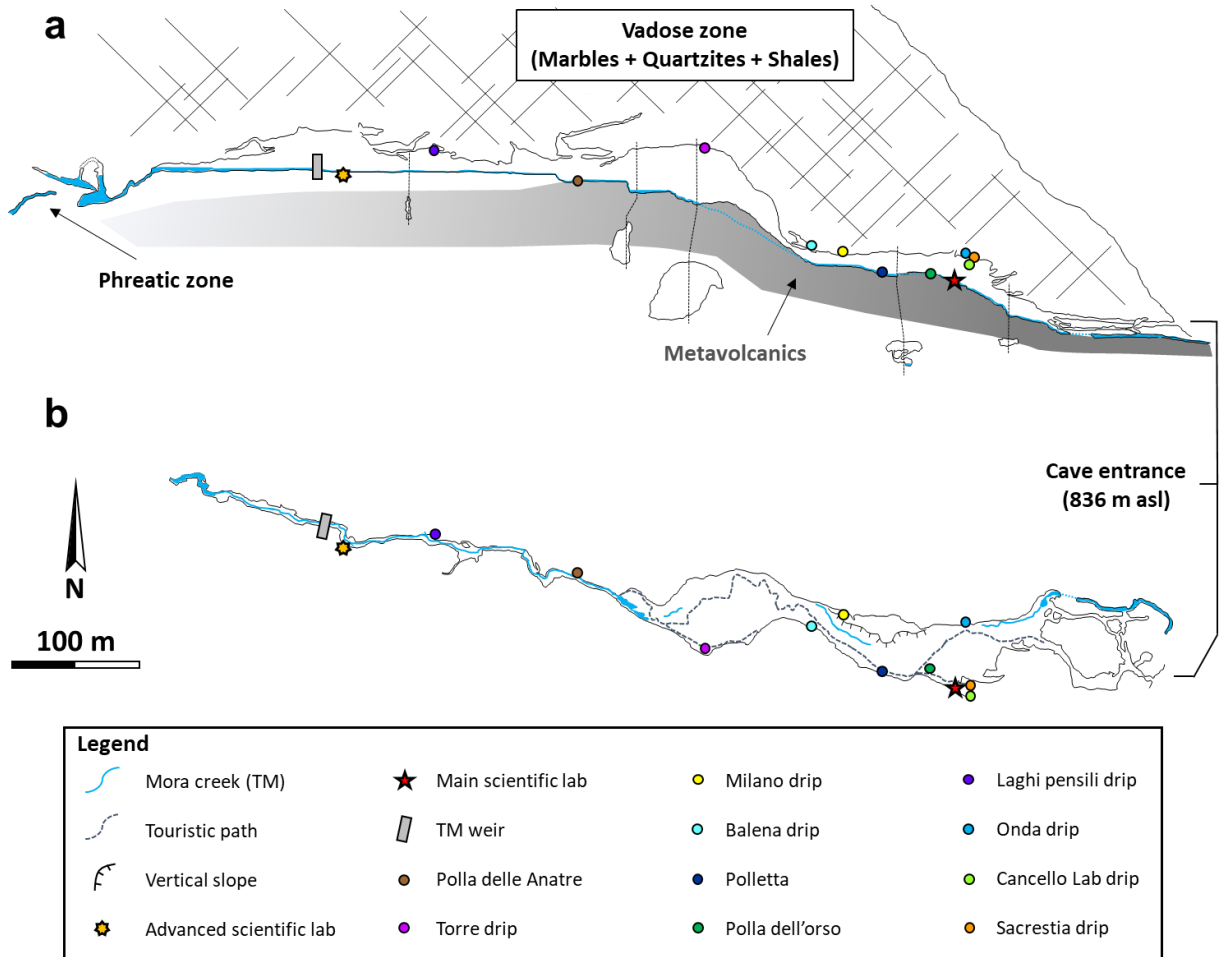 a
Vadose zone
(Marbles + Quartzites + Shales)
Phreatic zone
Metavolcanics
b
Cave entrance
(836 m asl)
N
100 m
Legend
Mora creek (TM)
Main scientific lab
Milano drip
Laghi pensili drip
Touristic path
TM weir
Balena drip
Onda drip
Vertical slope
Polla delle Anatre
Polletta
Cancello Lab drip
Advanced scientific lab
Torre drip
Polla dell’orso
Sacrestia drip